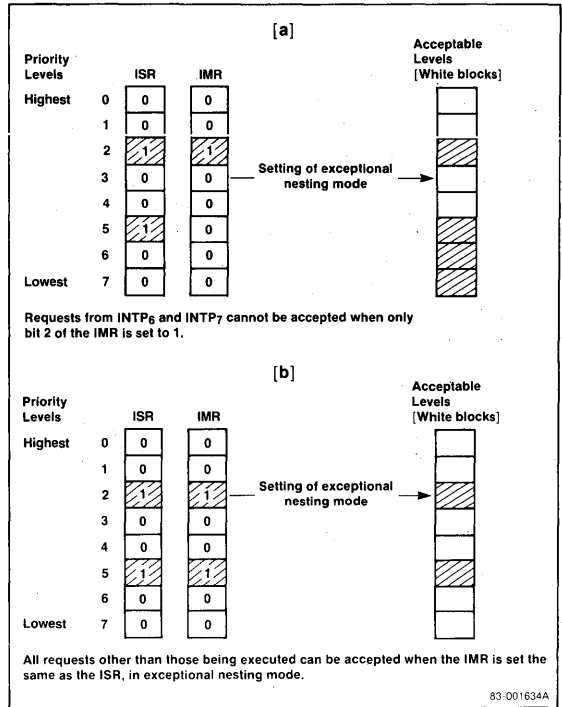 [a]
Acceptable
Levels
[White blocks]
Priority
Levels ISR IMR
Highest 0 0 0
1 0 0
2 1 1
3 0 0 Setting of exceptional
nesting mode
4 0 0
5 1 0
6 0 0
Lowest 7 0 0
Requests from INTP6 and INTP7 cannot be accepted when only
bit 2 of the IMR is set to 1.
[b]
Acceptable
Levels
[White blocks]
Priority
Levels ISR IMR
Highest 0 0 0
1 0 0
2 1 1 Setting of exceptional
nesting mode
3 0 0
4 0 0
5 1 1
6 0 0
Lowest 7 0 0
All requests other than those being executed can be accepted when the IMR is set the
same as the ISR, in exceptional nesting mode.
83-001634A